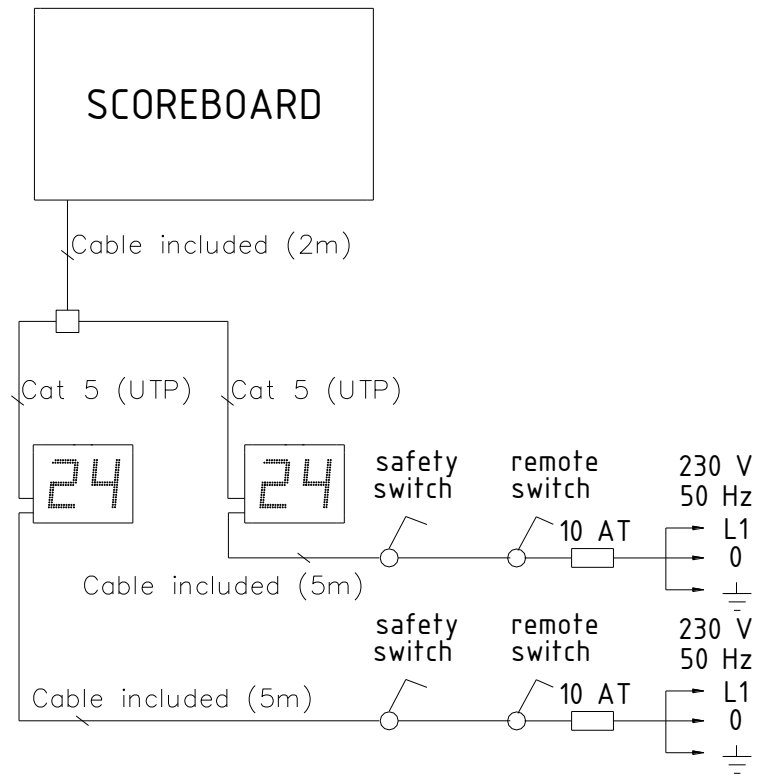 SCOREBOARD
Cable included (2m)
Cat 5 (UTP)
Cat 5 (UTP)
24
24
safety
switch
remote
switch
10 AT
230 V
50 Hz
L1
0
Cable included (5m)
safety
switch
remote
switch
10 AT
230 V
50 Hz
L1
0
Cable included (5m)